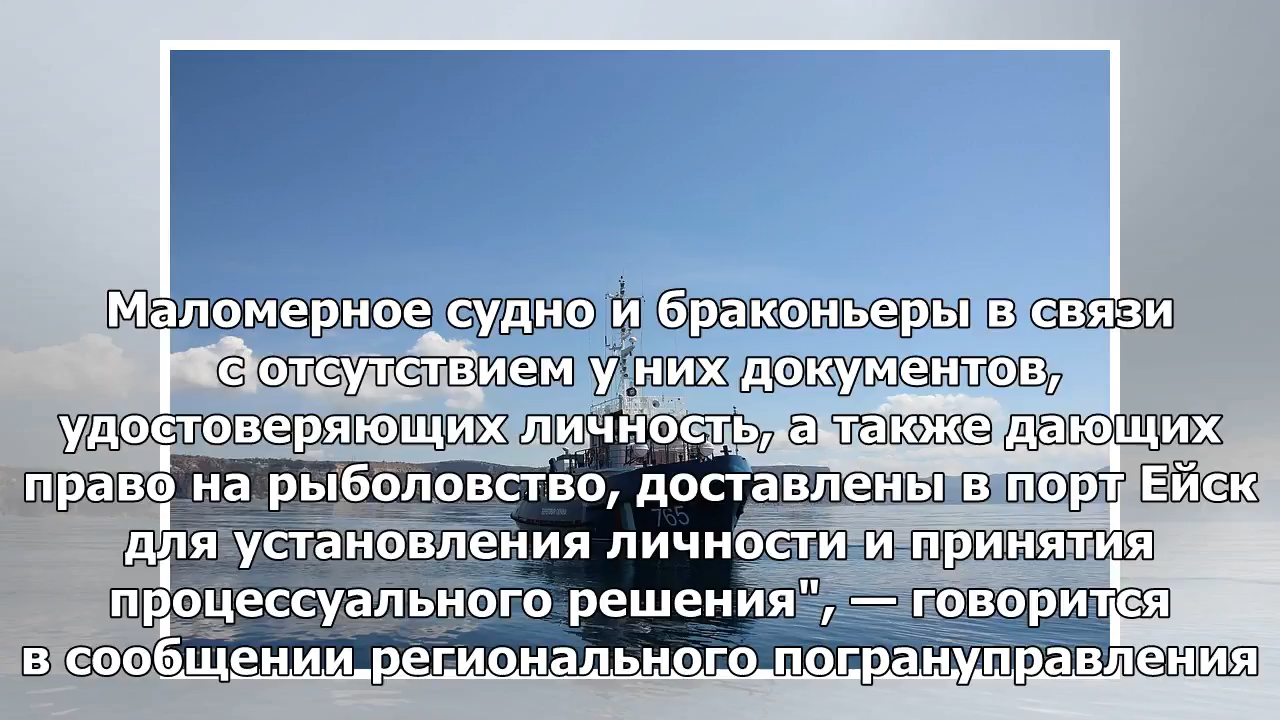 Маломерное судно и браконьеры в связи
с отсутствием у них документов,
удостоверяющих личность, а также дающих
право на рыболовство, доставлены в порт Ейск
для установления личности и принятия
процессуального решения", — говорится
в сообщении регионального погрануправления
765